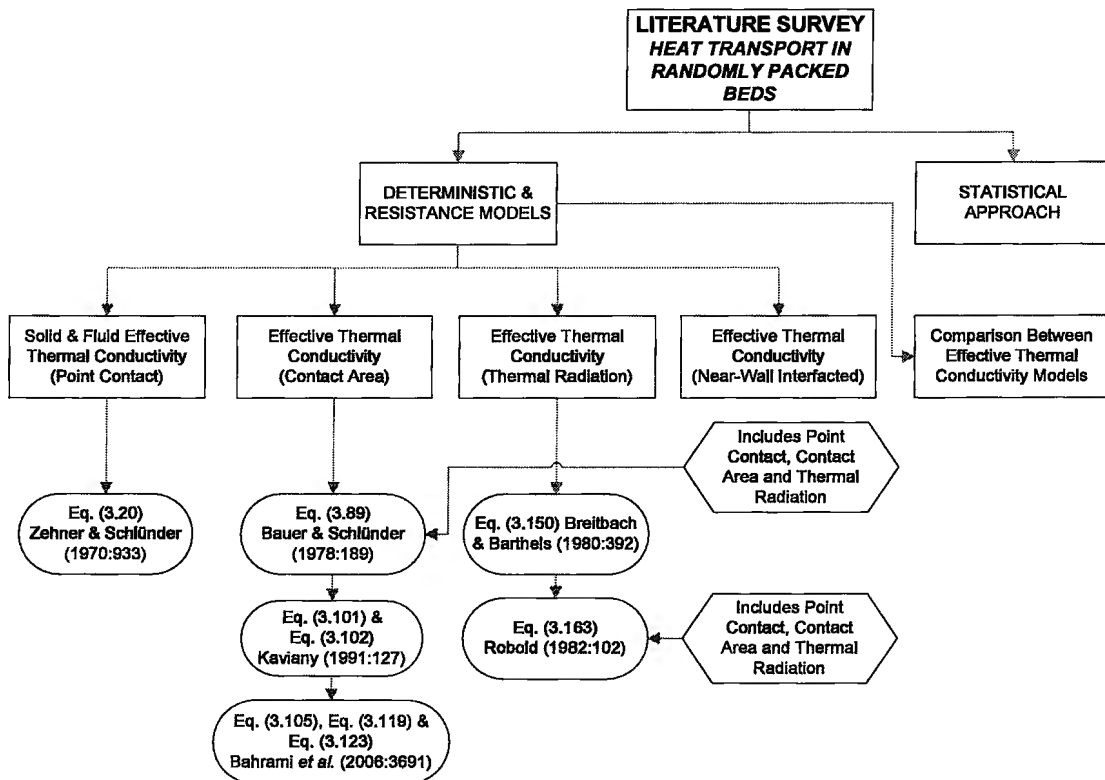 LITERATURE SURVEY
HEAT TRANSPORT IN
RANDOMLY PACKED
BEDS
DETERMINISTIC &
RESISTANCE MODELS
STATISTICAL
APPROACH
Solid & Fluid Effective
Thermal Conductivity
(Point Contact)
Effective Thermal
Conductivity
(Contact Area)
Effective Thermal
Conductivity
(Thermal Radiation)
Effective Thermal
Conductivity
(Near-Wall Interfacted)
Comparison Between
Effective Thermal
Conductivity Models
Includes Point
Contact, Contact
Area and Thermal
Radiation
Eq. (3.20)
Zehner & Schlünder
(1970:933)
Eq. (3.89)
Bauer & Schlünder
(1978:189)
Eq. (3.150) Breitbach
& Barthels (1980:392)
Eq. (3.101) &
Eq. (3.102)
Kaviany (1991:127)
Eq. (3.163)
Robold (1982:102)
Includes Point
Contact, Contact
Area and Thermal
Radiation
Eq. (3.105), Eq. (3.119) &
Eq. (3.123)
Bahrami et al. (2006:3691)